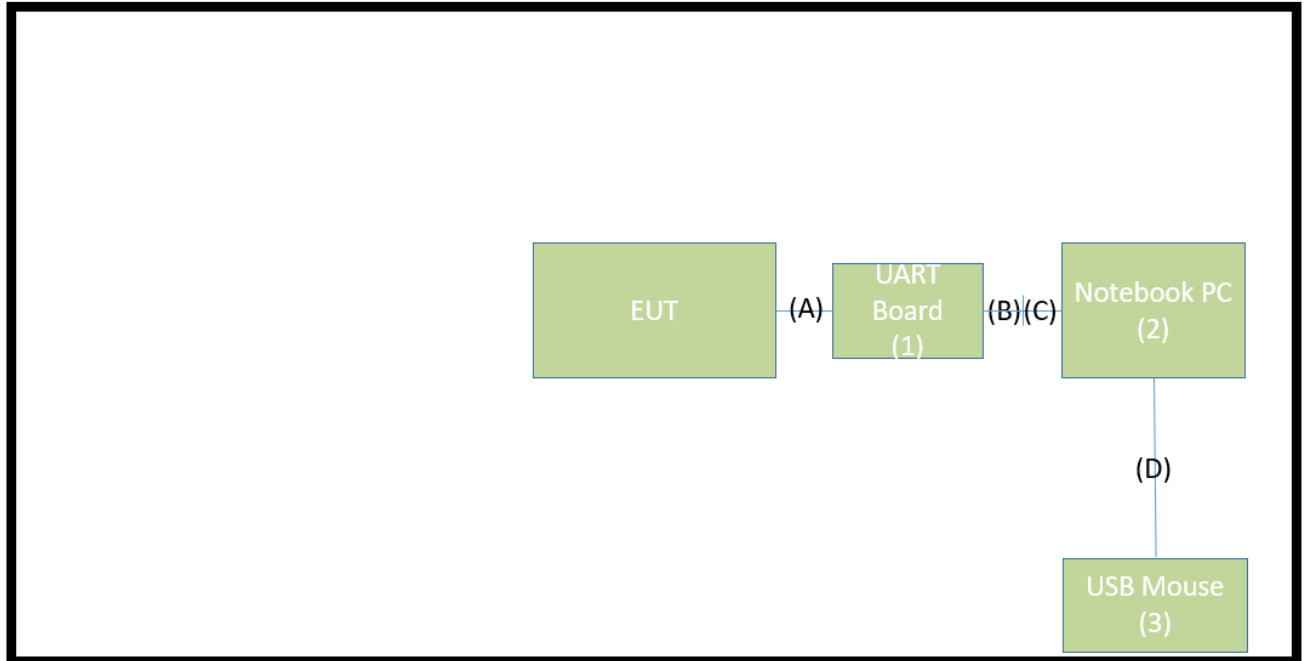 EUT
(A)
UART
Board
(1)
(B)
(C)
Notebook PC
(2)
(D)
USB Mouse
(3)